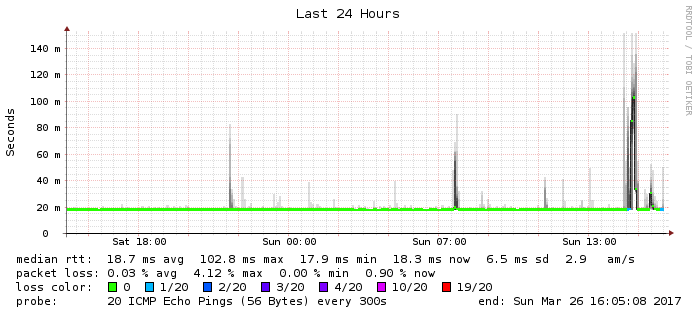 Last 24 Hours
RRDTOOL / TOBI OETIKER
Seconds
140 m
120 m
100 m
80 m
60 m
40 m
20 m
0
Sat 18:00 Sun 00:00 Sun 07:00 Sun 13:00
median rtt: 18.7 ms avg 102.8 ms max 17.9 ms min 18.3 ms now 6.5 ms sd 2.9 am/s
packet loss: 0.03 % avg 4.12 % max 0.00 % min 0.90 % now
loss color: 0 1/20 2/20 3/20 4/20 10/20 19/20
probe: 20 ICMP Echo Pings (56 Bytes) every 300s end: Sun Mar 26 16:05:08 2017